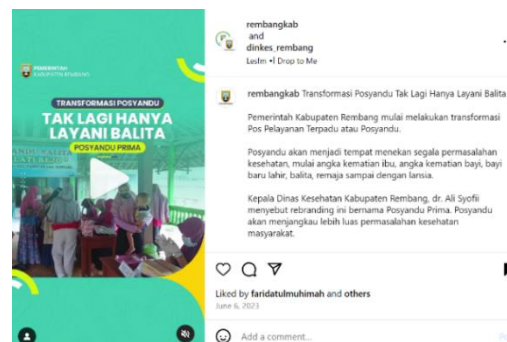 PEMERINTAH
KABUPATEN REMBANG
TRANSFORMASI POSYANDU
TAK LAGI HANYA
LAYANI BALITA
POSYANDU PRIMA
rembangkab
and
dinkes_rembang
Leslm • Drop to Me
rembangkab Transformasi Posyandu Tak Lagi Hanya Layani Balita
Pemerintah Kabupaten Rembang mulai melakukan transformasi
Pos Pelayanan Terpadu atau Posyandu.
Posyandu akan menjadi tempat menekan segala permasalahan
kesehatan, mulai angka kematian ibu, angka kematian bayi, bayi
baru lahir, balita, remaja sampai dengan lansia.
Kepala Dinas Kesehatan Kabupaten Rembang, dr. Ali Syofii
menyebut rebranding ini bernama Posyandu Prima. Posyandu
akan menjangkau lebih luas permasalahan kesehatan
masyarakat.
Liked by faridatulmuhimah and others
June 6, 2023
Add a comment...